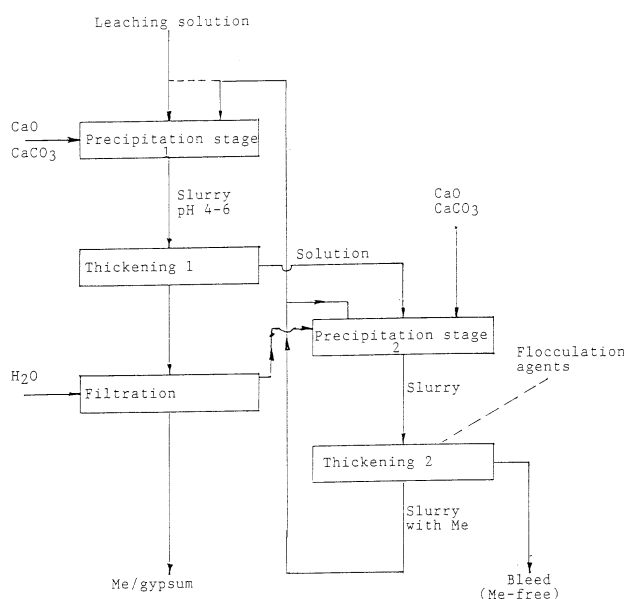 Leaching solution
CaO
CaCO3
Precipitation stage
1
Slurry
pH 4-6
CaO
CaCO3
Thickening 1
Solution
Precipitation stage
2
Flocculation
agents
H2O
Filtration
Slurry
Thickening 2
Slurry
with Me
Me/gypsum
Bleed
(Me-free)